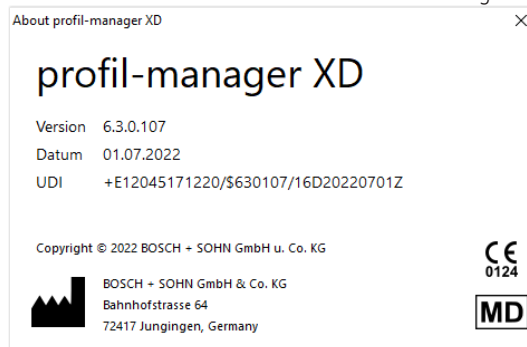 About profil-manager XD
profil-manager XD
Version 6.3.0.107
Datum 01.07.2022
UDI +E12045171220/$630107/16D20220701Z
Copyright © 2022 BOSCH + SOHN GmbH u. Co. KG
CE
0124
BOSCH + SOHN GmbH & Co. KG
Bahnhofstrasse 64
72417 Jungingen, Germany
MD